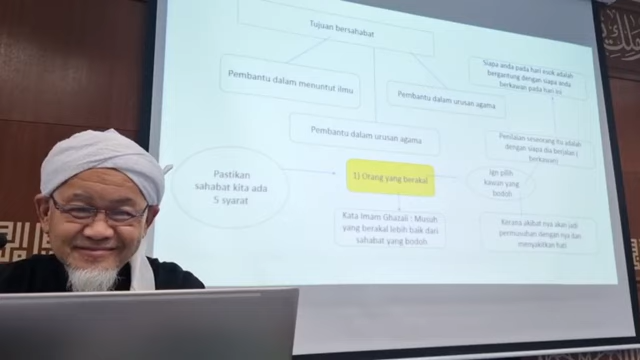 Tujuan bersahabat
Pembantu dalam menuntut ilmu
Pembantu dalam urusan agama
Pembantu dalam urusan agama
Siapa anda pada hari esok adalah
bergantung dengan siapa anda
berkawan pada hari ini
Penilaian seseorang itu adalah
dengan siapa dia berjalan (
berkawan)
Pastikan
sahabat kita ada
5 syarat
1) Otang yang berakal
Jgn pilih
kawan yang
bodoh
Kata Imam Ghazali : Musuh
yang berakal lebih baik dari
sahabat yang bodoh
Kerana akibat nya akan jadi
permusuhan dengan nya dan
menyakitkan hati